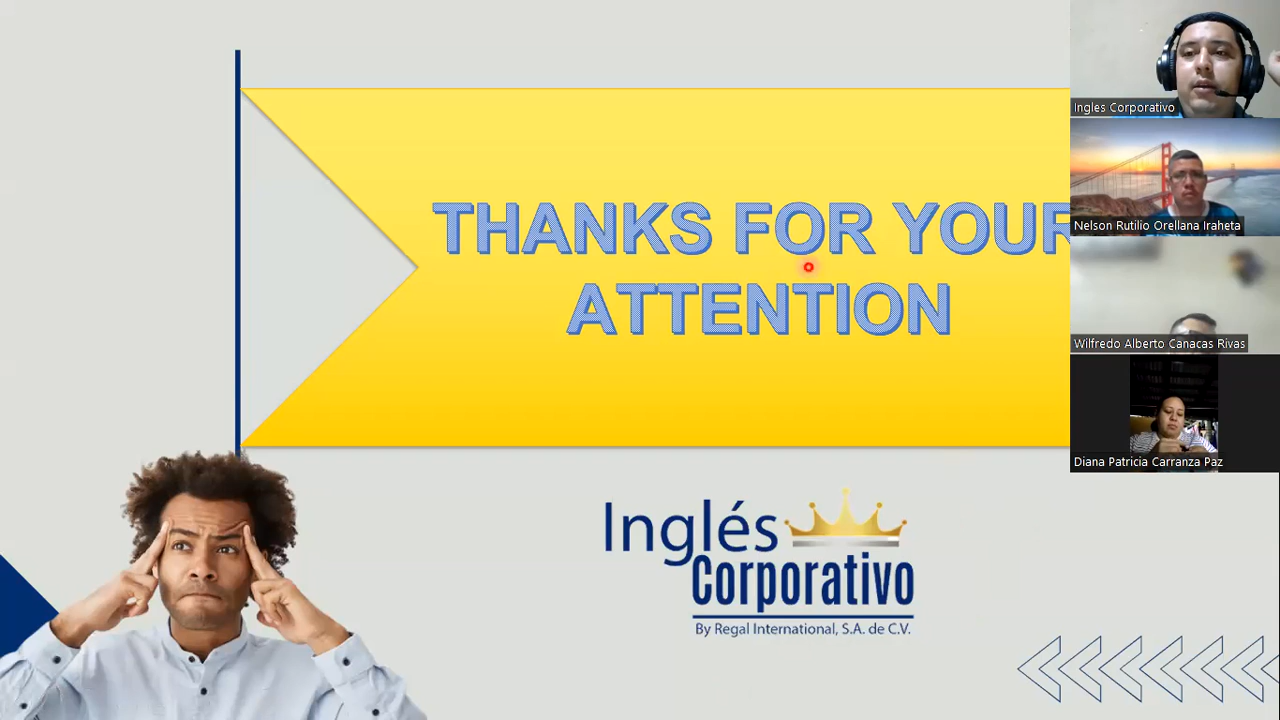 THANKS FOR YOUR
ATTENTION
Inglés
Corporativo
By Regal International, S.A. de C.V.
Ingles Corporativo
Nelson Rutilio Orellana Iraheta
Wilfredo Alberto Canacas Rivas
Diana Patricia Carranza Paz